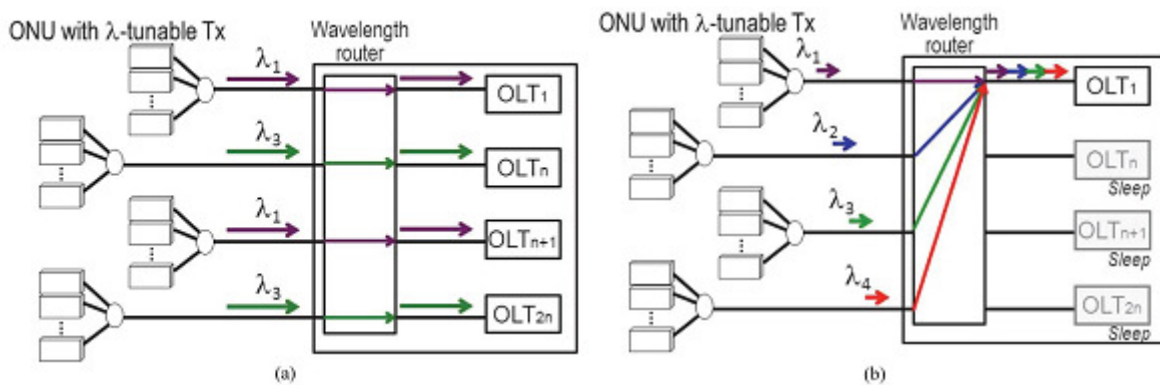 ONU with λ-tunable Tx
Wavelength
router
λ1
OLT1
λ3
OLTn
λ1
OLTn+1
λ3
OLT2n
(a)
ONU with λ-tunable Tx
Wavelength
router
λ1
OLT1
λ2
OLTn
Sleep
λ3
OLTn+1
Sleep
λ4
OLT2n
Sleep
(b)